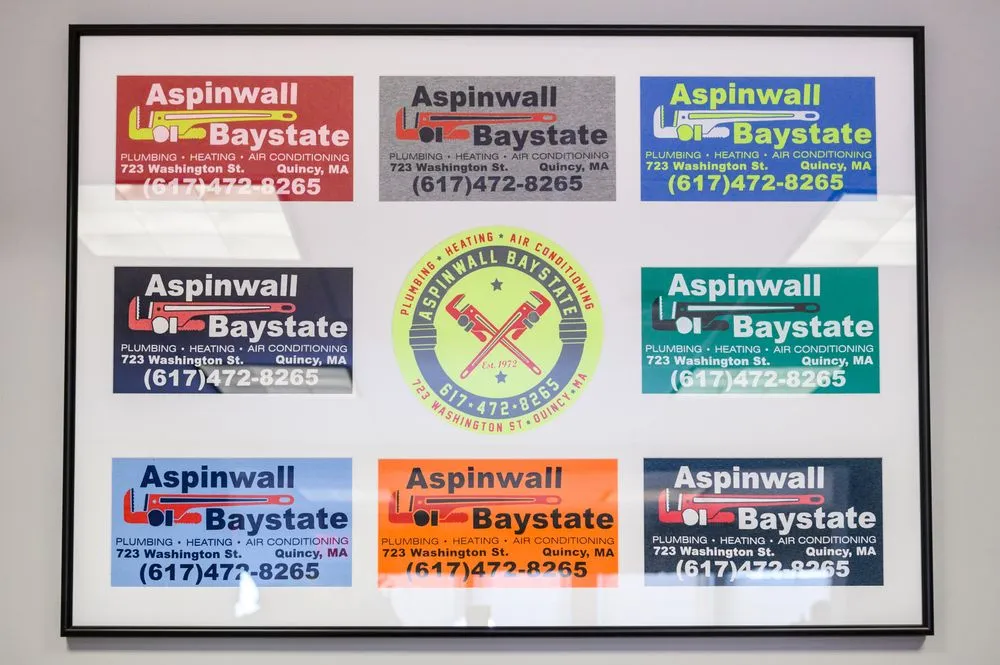 Aspinwall
Baystate
PLUMBING • HEATING • AIR CONDITIONING
723 Washington St. Quincy, MA
(617)472-8265
Aspinwall
Baystate
PLUMBING • HEATING • AIR CONDITIONING
723 Washington St. Quincy, MA
(617)472-8265
Aspinwall
Baystate
PLUMBING • HEATING • AIR CONDITIONING
723 Washington St. Quincy, MA
(617)472-8265
Aspinwall
Baystate
PLUMBING • HEATING • AIR CONDITIONING
723 Washington St. Quincy, MA
(617)472-8265
PLUMBING • HEATING • AIR CONDITIONING
ASPINWALL BAYSTATE
Est. 1972
617★472★8265
723 WASHINGTON ST • QUINCY★MA
Aspinwall
Baystate
PLUMBING • HEATING • AIR CONDITIONING
723 Washington St. Quincy, MA
(617)472-8265
Aspinwall
Baystate
PLUMBING • HEATING • AIR CONDITIONING
723 Washington St. Quincy, MA
(617)472-8265
Aspinwall
Baystate
PLUMBING • HEATING • AIR CONDITIONING
723 Washington St. Quincy, MA
(617)472-8265
Aspinwall
Baystate
PLUMBING • HEATING • AIR CONDITIONING
723 Washington St. Quincy, MA
(617)472-8265